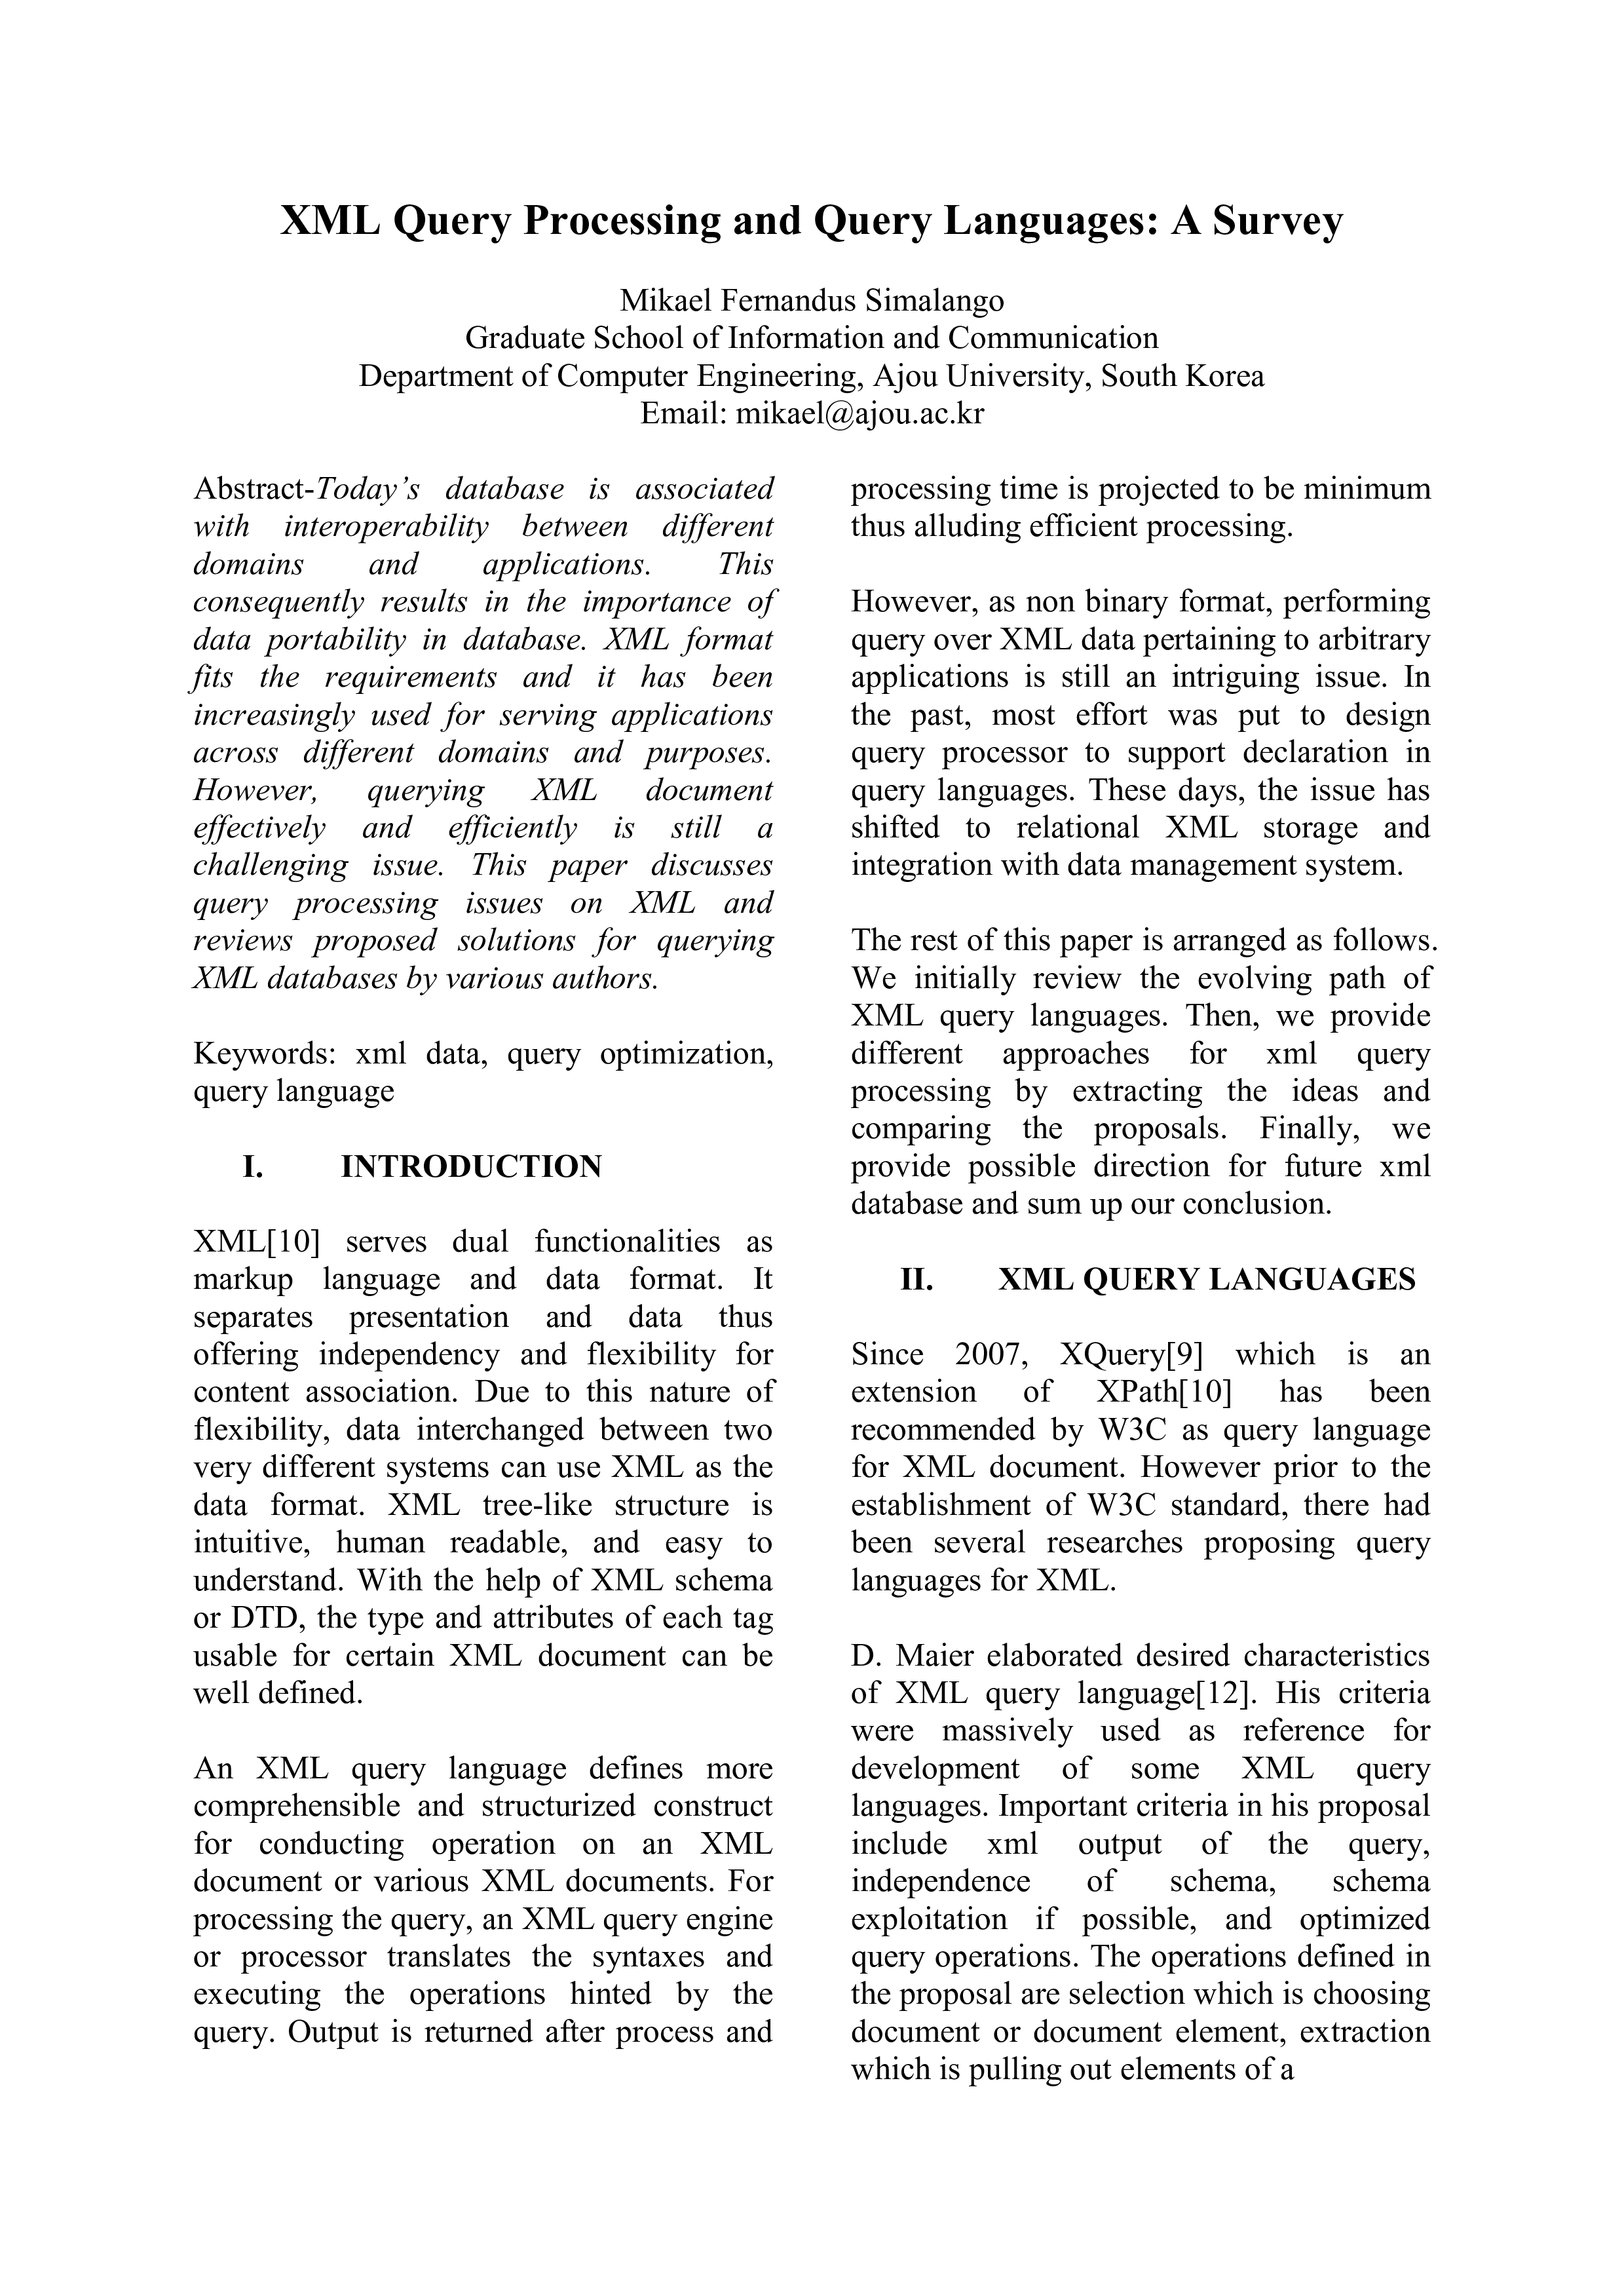 XML Query Processing and Query Languages: A Survey
Mikael Fernandus Simalango
Graduate School of Information and Communication
Department of Computer Engineering, Ajou University, South Korea
Email: mikael@ajou.ac.kr
Abstract-Today’s database is associated
with interoperability between different
domains and applications. This
consequently results in the importance of
data portability in database. XML format
fits the requirements and it has been
increasingly used for serving applications
across different domains and purposes.
However, querying XML document
effectively and efficiently is still a
challenging issue. This paper discusses
query processing issues on XML and
reviews proposed solutions for querying
XML databases by various authors.
Keywords: xml data, query optimization,
query language
I. INTRODUCTION
XML[10] serves dual functionalities as
markup language and data format. It
separates presentation and data thus
offering independency and flexibility for
content association. Due to this nature of
flexibility, data interchanged between two
very different systems can use XML as the
data format. XML tree-like structure is
intuitive, human readable, and easy to
understand. With the help of XML schema
or DTD, the type and attributes of each tag
usable for certain XML document can be
well defined.
An XML query language defines more
comprehensible and structurized construct
for conducting operation on an XML
document or various XML documents. For
processing the query, an XML query engine
or processor translates the syntaxes and
executing the operations hinted by the
query. Output is returned after process and
processing time is projected to be minimum
thus alluding efficient processing.
However, as non binary format, performing
query over XML data pertaining to arbitrary
applications is still an intriguing issue. In
the past, most effort was put to design
query processor to support declaration in
query languages. These days, the issue has
shifted to relational XML storage and
integration with data management system.
The rest of this paper is arranged as follows.
We initially review the evolving path of
XML query languages. Then, we provide
different approaches for xml query
processing by extracting the ideas and
comparing the proposals. Finally, we
provide possible direction for future xml
database and sum up our conclusion.
II. XML QUERY LANGUAGES
Since 2007, XQuery[9] which is an
extension of XPath[10] has been
recommended by W3C as query language
for XML document. However prior to the
establishment of W3C standard, there had
been several researches proposing query
languages for XML.
D. Maier elaborated desired characteristics
of XML query language[12]. His criteria
were massively used as reference for
development of some XML query
languages. Important criteria in his proposal
include xml output of the query,
independence of schema, schema
exploitation if possible, and optimized
query operations. The operations defined in
the proposal are selection which is choosing
document or document element, extraction
which is pulling out elements of a